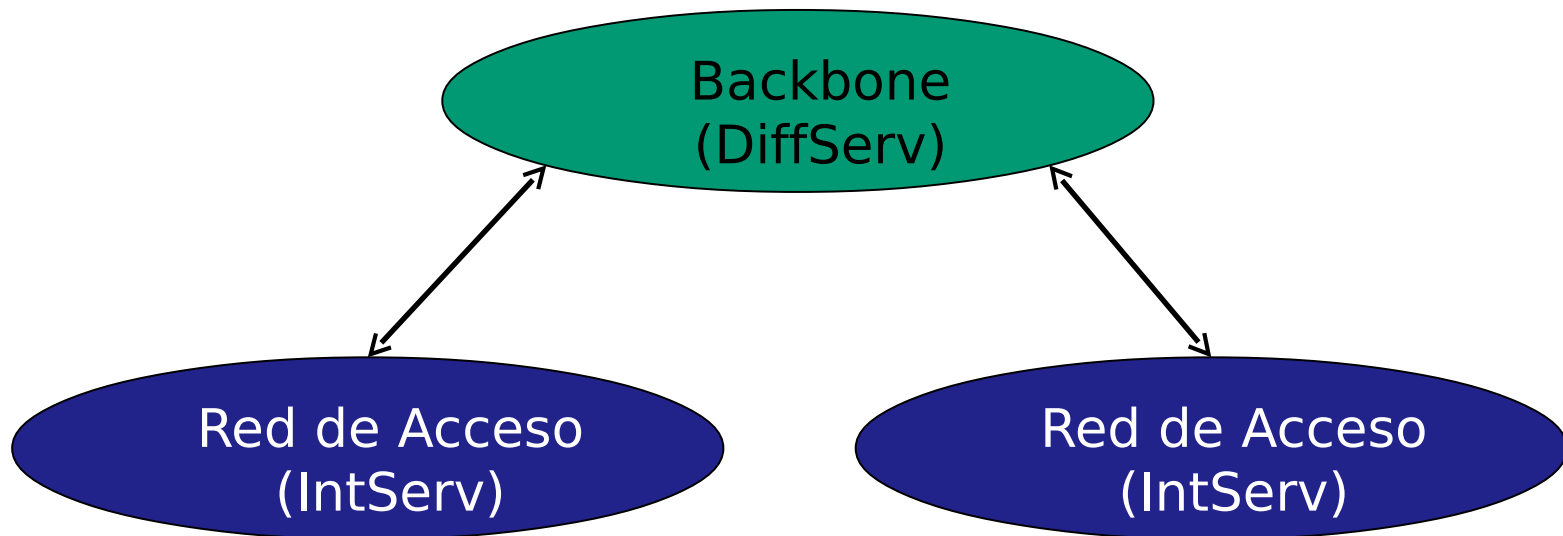 Backbone
(DiffServ)
Red de Acceso
(IntServ)
Red de Acceso
(IntServ)